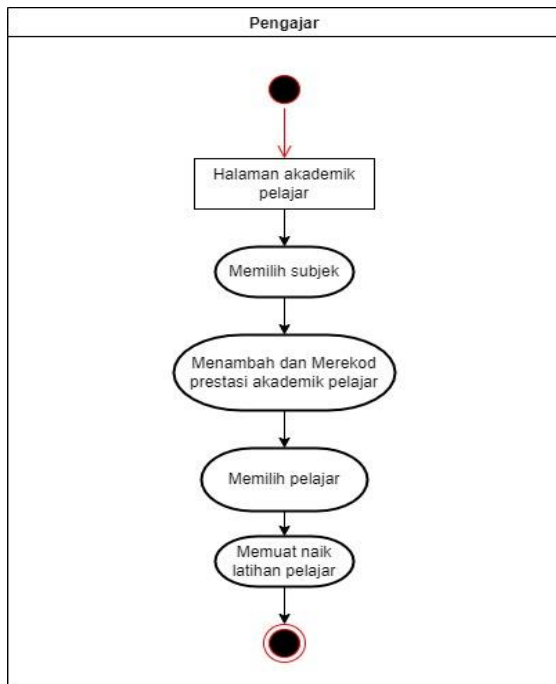 Pengajar
Halaman akademik
pelajar
Memilih subjek
Menambah dan Merekod
prestasi akademik pelajar
Memilih pelajar
Memuat naik
latihan pelajar